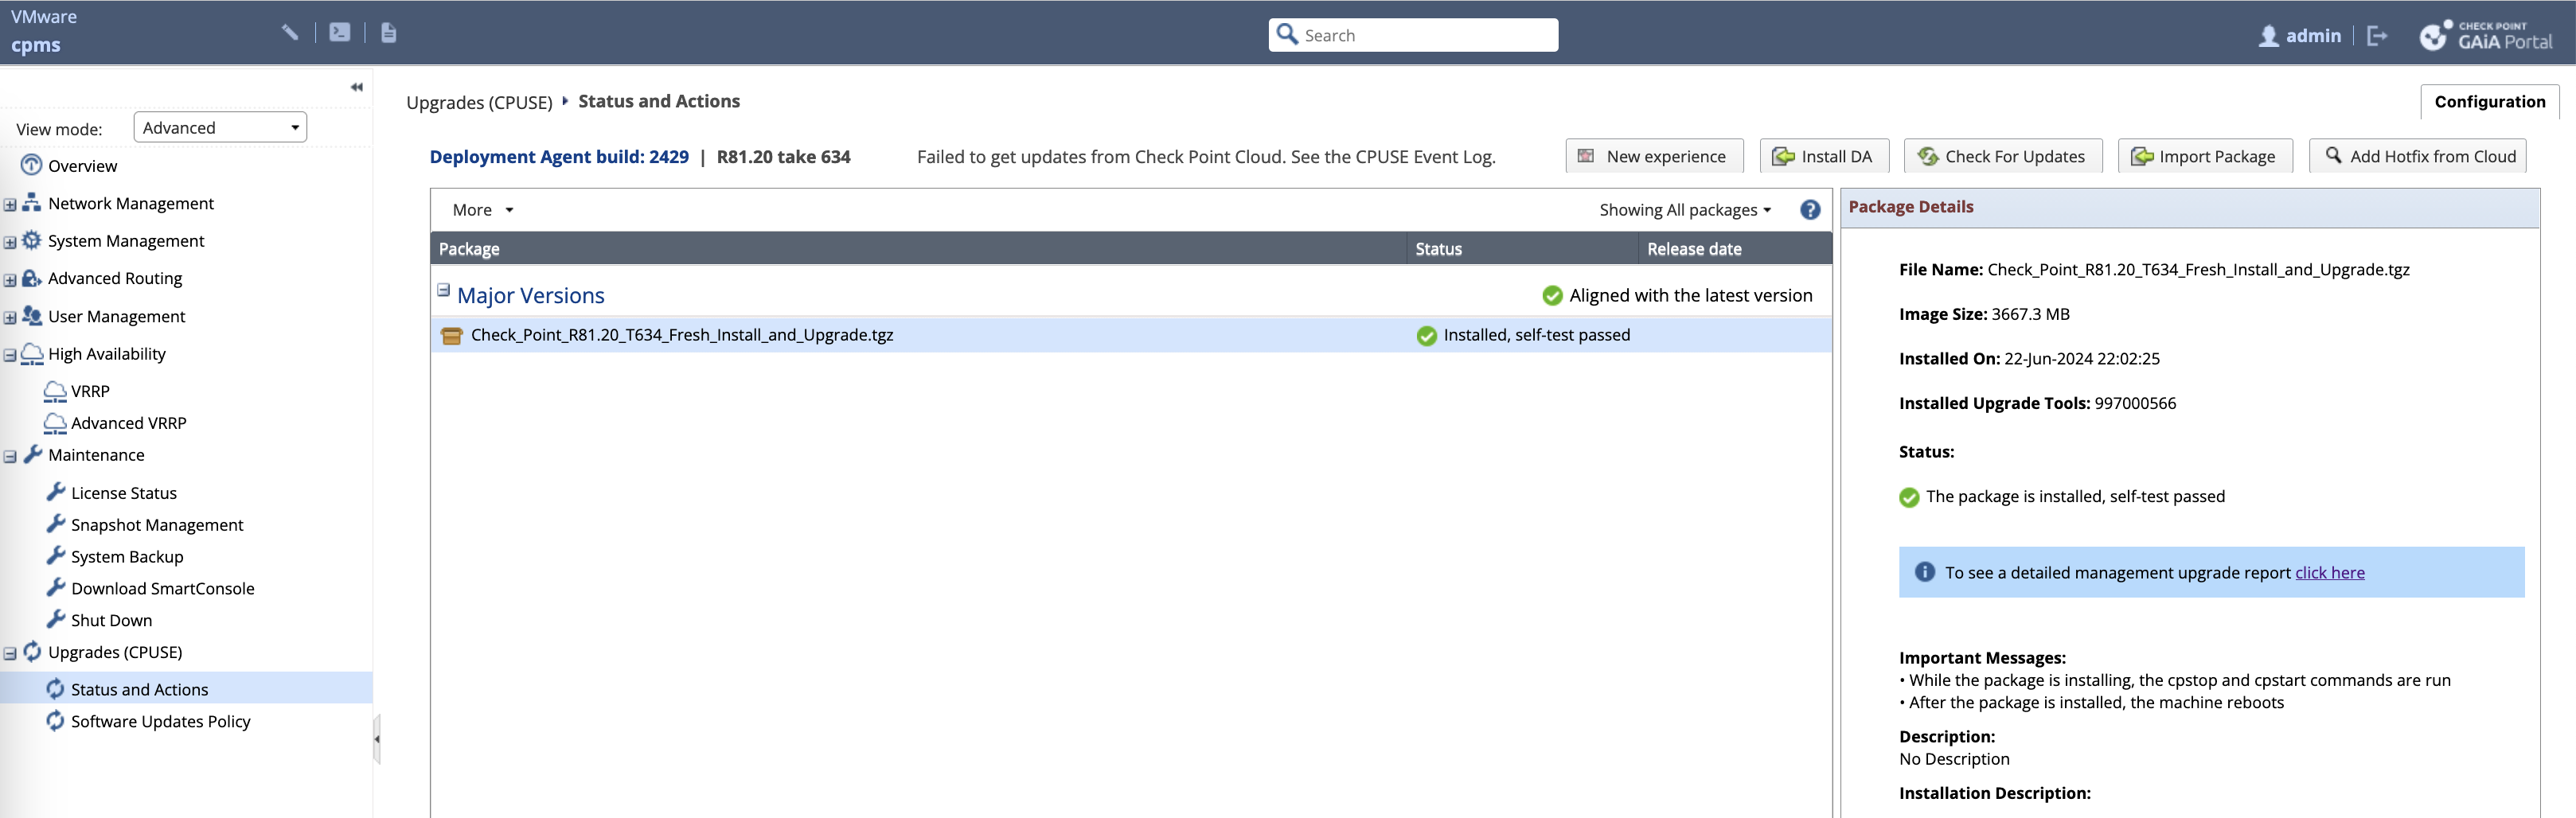 VMware
cpms
Search
admin
CHECK POINT
GAiA Portal
View mode: Advanced
Overview
Network Management
System Management
Advanced Routing
User Management
High Availability
VRRP
Advanced VRRP
Maintenance
License Status
Snapshot Management
System Backup
Download SmartConsole
Shut Down
Upgrades (CPUSE)
Status and Actions
Software Updates Policy
Upgrades (CPUSE) Status and Actions
Configuration
Deployment Agent build: 2429 | R81.20 take 634 Failed to get updates from Check Point Cloud. See the CPUSE Event Log.
New experience Install DA Check For Updates Import Package Add Hotfix from Cloud
More Showing All packages ?
Package Status Release date
Major Versions Aligned with the latest version
Check_Point_R81.20_T634_Fresh_Install_and_Upgrade.tgz Installed, self-test passed
Package Details
File Name: Check_Point_R81.20_T634_Fresh_Install_and_Upgrade.tgz
Image Size: 3667.3 MB
Installed On: 22-Jun-2024 22:02:25
Installed Upgrade Tools: 997000566
Status:
The package is installed, self-test passed
To see a detailed management upgrade report click here
Important Messages:
• While the package is installing, the cpstop and cpstart commands are run
• After the package is installed, the machine reboots
Description:
No Description
Installation Description: